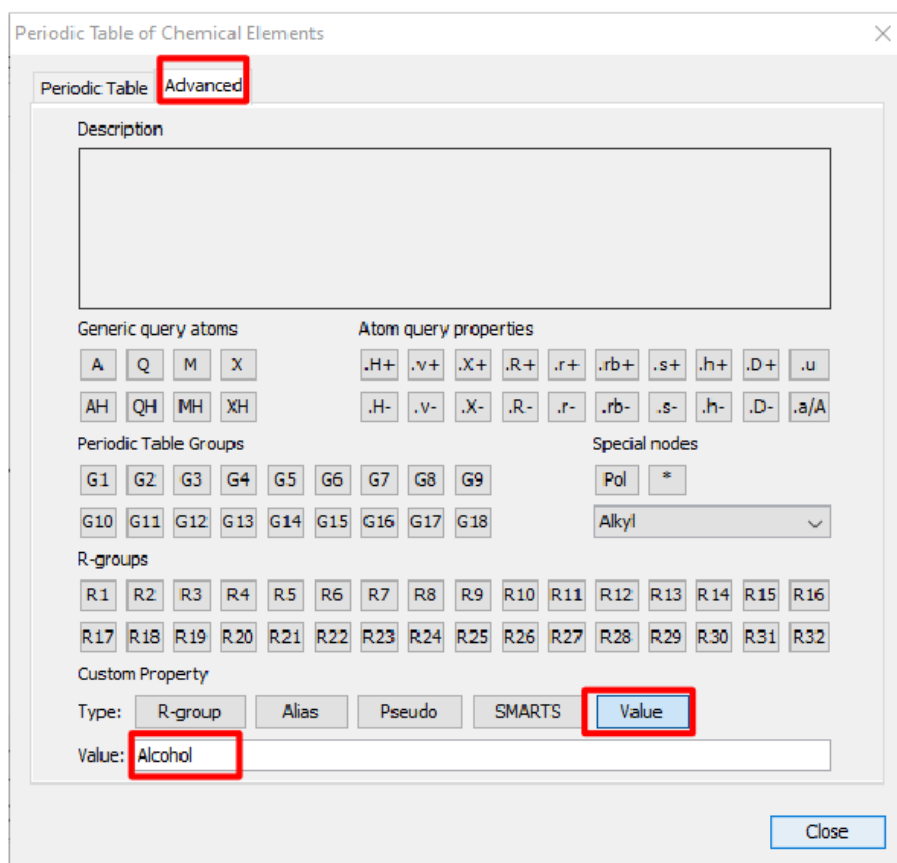 Periodic Table of Chemical Elements
Periodic Table Advanced
Description
Generic query atoms Atom query properties
A Q M X .H+ .v+ .X+ .R+ .r+ .rb+ .s+ .h+ .D+ .u
AH QH MH XH .H- .v- .X- .R- .r- .rb- .s- .h- .D- .a/A
Periodic Table Groups Special nodes
G1 G2 G3 G4 G5 G6 G7 G8 G9 Pol *
G10 G11 G12 G13 G14 G15 G16 G17 G18 Alkyl
R-groups
R1 R2 R3 R4 R5 R6 R7 R8 R9 R10 R11 R12 R13 R14 R15 R16
R17 R18 R19 R20 R21 R22 R23 R24 R25 R26 R27 R28 R29 R30 R31 R32
Custom Property
Type: R-group Alias Pseudo SMARTS Value
Value: Alcohol
Close